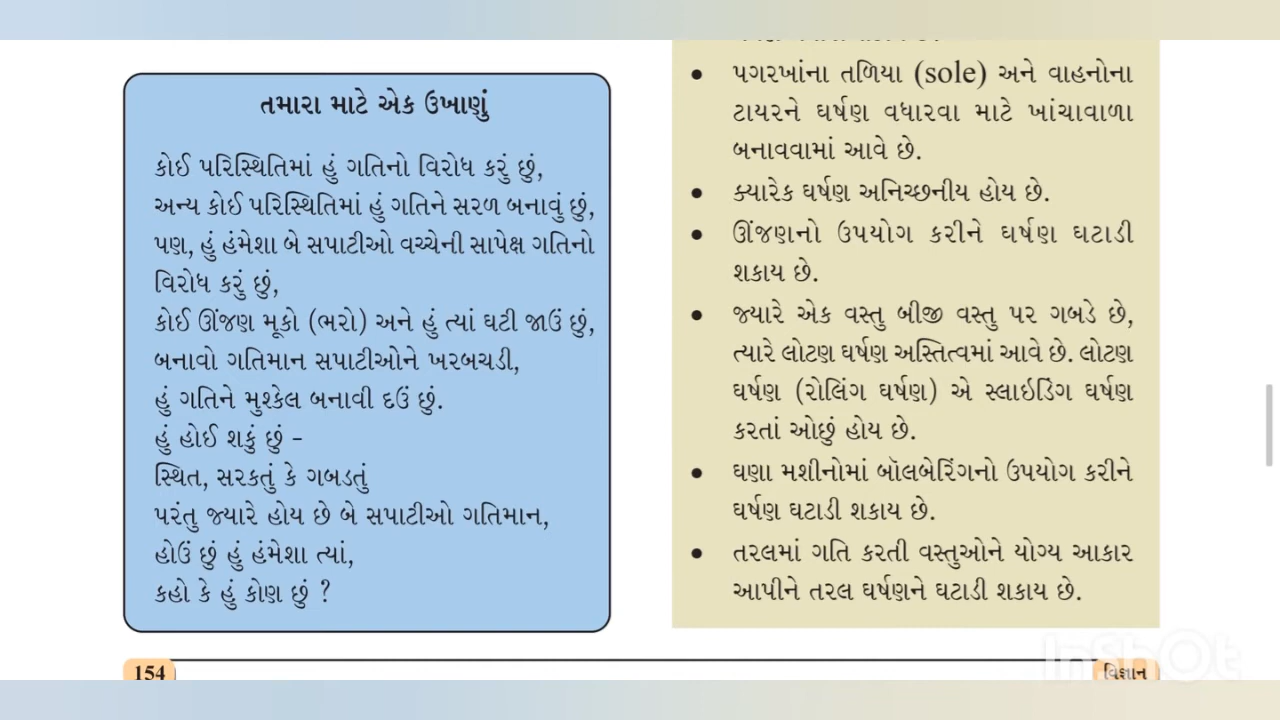 તમારા માટે એક ઉખાણું
કોઈ પરિસ્થિતિમાં હું ગતિનો વિરોધ કરું છું,
અન્ય કોઈ પરિસ્થિતિમાં હું ગતિને સરળ બનાવું છું,
પણ, હું હંમેશા બે સપાટીઓ વચ્ચેની સાપેક્ષ ગતિનો
વિરોધ કરું છું,
કોઈ ઊંજણ મૂકો (ભરો) અને હું ત્યાં ઘટી જાઉં છું,
બનાવો ગતિમાન સપાટીઓને ખરબચડી,
હું ગતિને મુશ્કેલ બનાવી દઉં છું.
હું હોઈ શકું છું –
સ્થિત, સરકતું કે ગબડતું
પરંતુ જ્યારે હોય છે બે સપાટીઓ ગતિમાન,
હોઉં છું હું હંમેશા ત્યાં,
કહો કે હું કોણ છું ?
• પગરખાંના તળિયા (sole) અને વાહનોના
ટાયરને ઘર્ષણ વધારવા માટે ખાંચાવાળા
બનાવવામાં આવે છે.
• ક્યારેક ઘર્ષણ અનિચ્છનીય હોય છે.
• ઊંજણનો ઉપયોગ કરીને ઘર્ષણ ઘટાડી
શકાય છે.
• જ્યારે એક વસ્તુ બીજી વસ્તુ પર ગબડે છે,
ત્યારે લોટણ ઘર્ષણ અસ્તિત્વમાં આવે છે. લોટણ
ઘર્ષણ (રોલિંગ ઘર્ષણ) એ સ્લાઇડિંગ ઘર્ષણ
કરતાં ઓછું હોય છે.
• ઘણા મશીનોમાં બૉલબેરિંગનો ઉપયોગ કરીને
ઘર્ષણ ઘટાડી શકાય છે.
• તરલમાં ગતિ કરતી વસ્તુઓને યોગ્ય આકાર
આપીને તરલ ઘર્ષણને ઘટાડી શકાય છે.
154
વિજ્ઞાન
InShOt